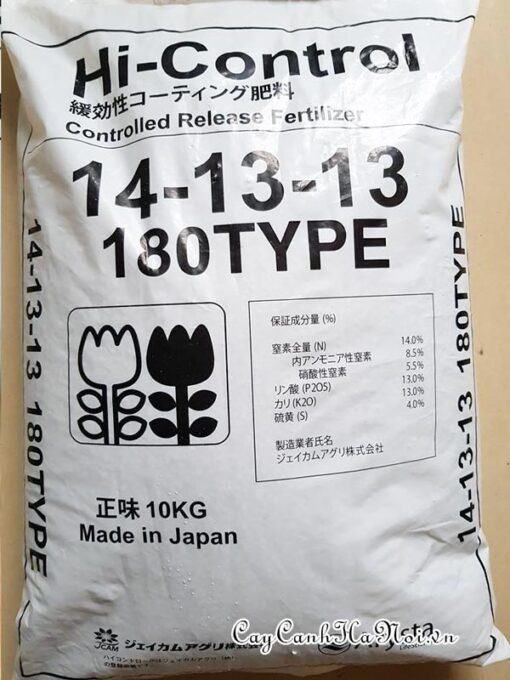 Hi-Control
緩効性コーティング肥料
Controlled Release Fertilizer
14-13-13
180TYPE
14-13-13 180TYPE
14-13-13 180TYPE
保証成分量 (%)
窒素全量 (N) 14.0%
内アンモニア性窒素 8.5%
硝酸性窒素 5.5%
リン酸 (P2O5) 13.0%
カリ (K2O) 13.0%
硫黄 (S) 4.0%
製造業者氏名
ジェイカムアグリ株式会社
正味 10KG
Made in Japan
JCAM ジェイカムアグリ株式会社
CayCanhHaNoi.vn